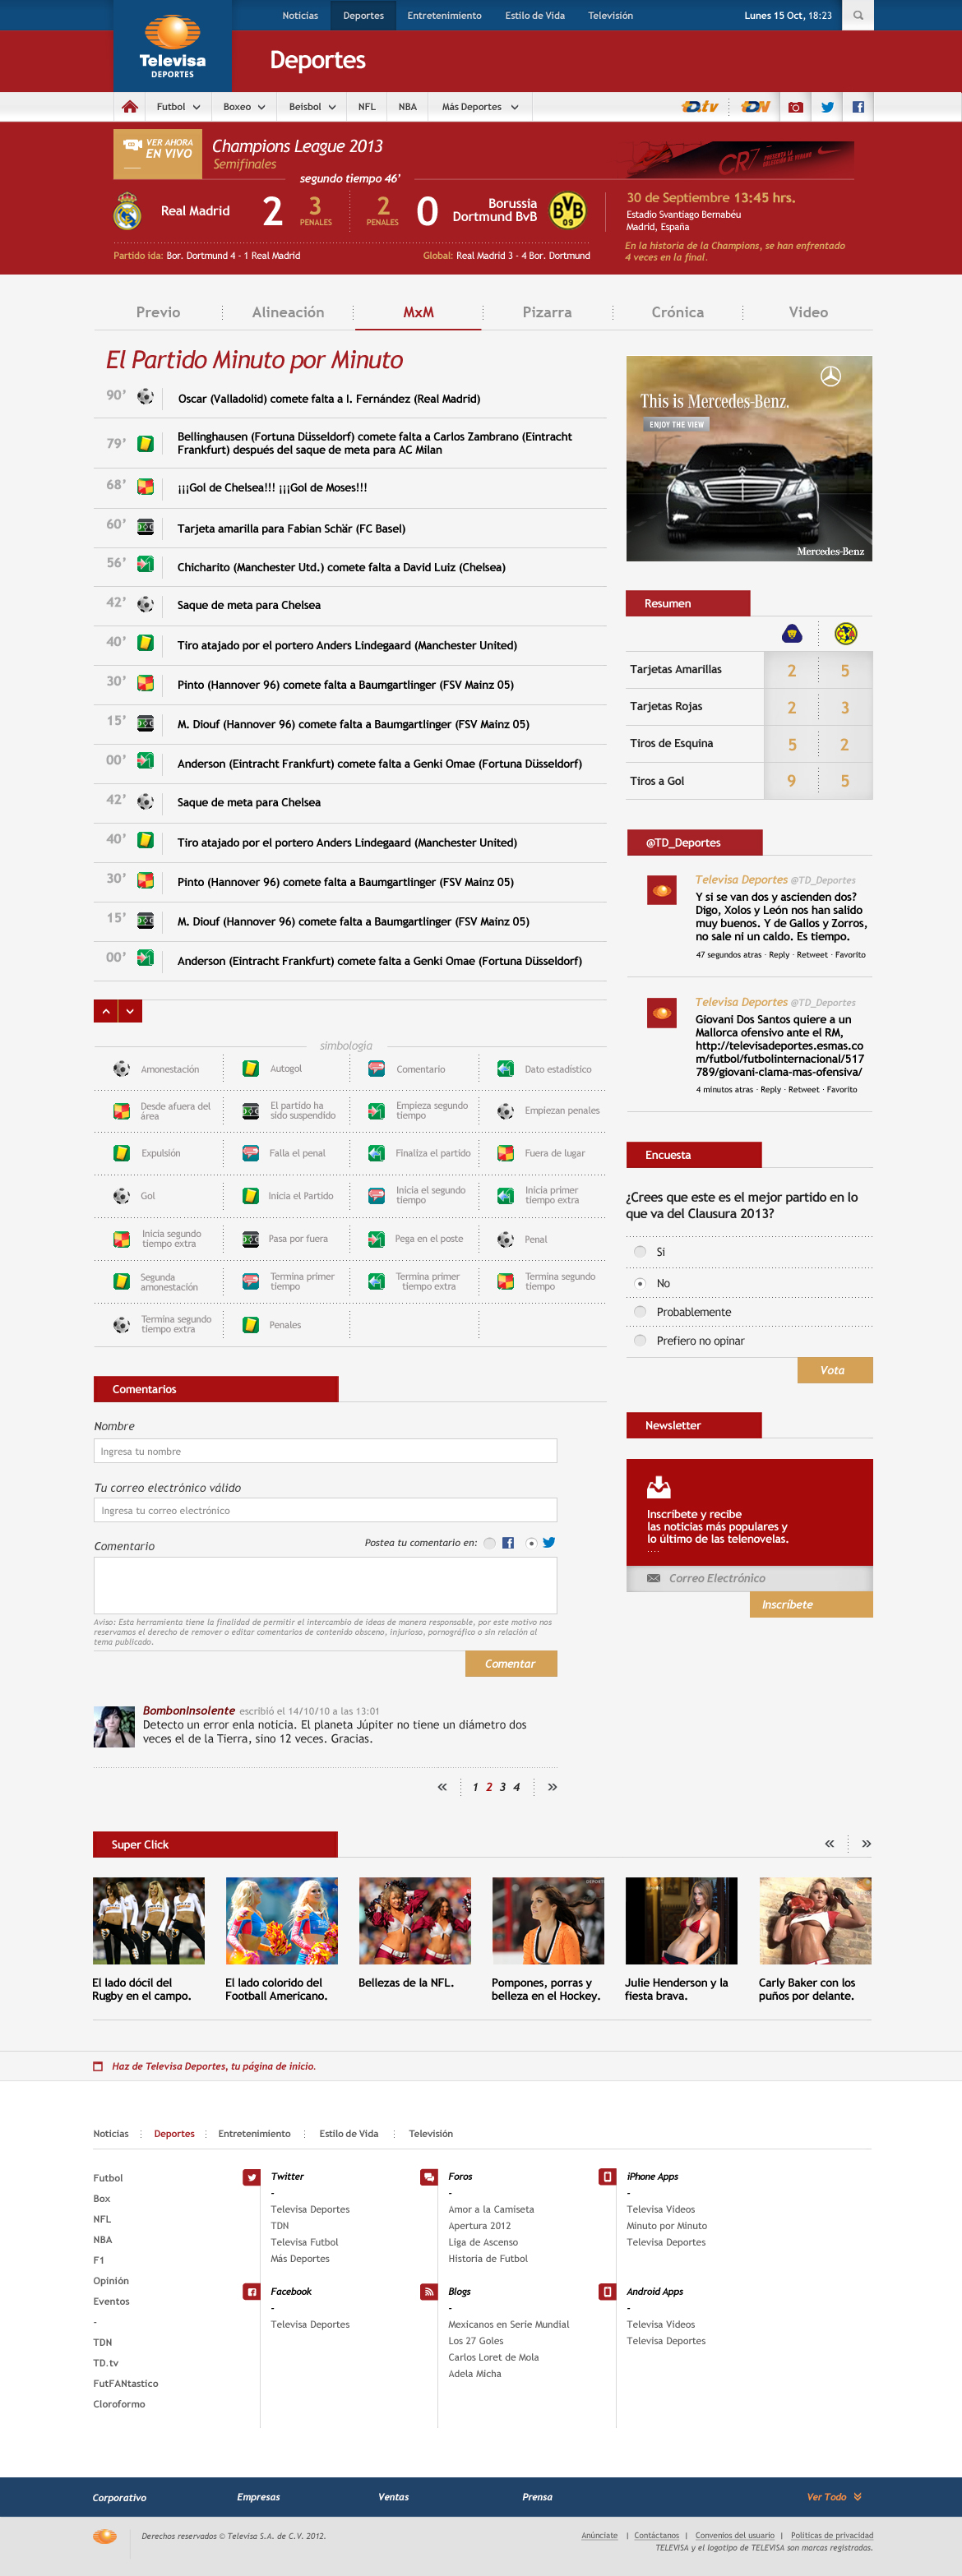 Noticias Deportes Entretenimiento Estilo de Vida Televisión Lunes 15 Oct, 18:23
Televisa
DEPORTES
Deportes
Futbol Boxeo Beisbol NFL NBA Más Deportes TD.tv TDN
VER AHORA
EN VIVO
Champions League 2013
Semifinales
segundo tiempo 46’
CR7 PRESENTA LA
Real Madrid 2 3 PENALES 2 PENALES 0 Borussia
Dortmund BvB
BVB
09
30 de Septiembre 13:45 hrs.
Estadio Svantiago Bernabéu
Madrid, España
En la historia de la Champions, se han enfrentado
4 veces en la final.
Partido ida: Bor. Dortmund 4 - 1 Real Madrid Global: Real Madrid 3 - 4 Bor. Dortmund
Previo Alineación MxM Pizarra Crónica Video
El Partido Minuto por Minuto
90’ Oscar (Valladolid) comete falta a I. Fernández (Real Madrid)
79’ Bellinghausen (Fortuna Düsseldorf) comete falta a Carlos Zambrano (Eintracht
Frankfurt) después del saque de meta para AC Milan
68’ ¡¡¡Gol de Chelsea!!! ¡¡¡Gol de Moses!!!
60’ Tarjeta amarilla para Fabian Schär (FC Basel)
56’ Chicharito (Manchester Utd.) comete falta a David Luiz (Chelsea)
42’ Saque de meta para Chelsea
40’ Tiro atajado por el portero Anders Lindegaard (Manchester United)
30’ Pinto (Hannover 96) comete falta a Baumgartlinger (FSV Mainz 05)
15’ M. Diouf (Hannover 96) comete falta a Baumgartlinger (FSV Mainz 05)
00’ Anderson (Eintracht Frankfurt) comete falta a Genki Omae (Fortuna Düsseldorf)
42’ Saque de meta para Chelsea
40’ Tiro atajado por el portero Anders Lindegaard (Manchester United)
30’ Pinto (Hannover 96) comete falta a Baumgartlinger (FSV Mainz 05)
15’ M. Diouf (Hannover 96) comete falta a Baumgartlinger (FSV Mainz 05)
00’ Anderson (Eintracht Frankfurt) comete falta a Genki Omae (Fortuna Düsseldorf)
simbología
Amonestación Autogol Comentario Dato estadístico
Desde afuera del
área
El partido ha
sido suspendido
Empieza segundo
tiempo
Empiezan penales
Expulsión Falla el penal Finaliza el partido Fuera de lugar
Gol Inicia el Partido
Inicia el segundo
tiempo
Inicia primer
tiempo extra
Inicia segundo
tiempo extra
Pasa por fuera Pega en el poste Penal
Segunda
amonestación
Termina primer
tiempo
Termina primer
tiempo extra
Termina segundo
tiempo
Termina segundo
tiempo extra
Penales
This is Mercedes-Benz.
ENJOY THE VIEW
Mercedes-Benz
Resumen
Tarjetas Amarillas 2 5
Tarjetas Rojas 2 3
Tiros de Esquina 5 2
Tiros a Gol 9 5
@TD_Deportes
Televisa Deportes @TD_Deportes
Y si se van dos y ascienden dos?
Digo, Xolos y León nos han salido
muy buenos. Y de Gallos y Zorros,
no sale ni un caldo. Es tiempo.
47 segundos atras · Reply · Retweet · Favorito
Televisa Deportes @TD_Deportes
Giovani Dos Santos quiere a un
Mallorca ofensivo ante el RM,
http://televisadeportes.esmas.co
m/futbol/futbolinternacional/517
789/giovani-clama-mas-ofensiva/
4 minutos atras · Reply · Retweet · Favorito
Encuesta
¿Crees que este es el mejor partido en lo
que va del Clausura 2013?
Si
No
Probablemente
Prefiero no opinar
Vota
Newsletter
Inscríbete y recibe
las noticias más populares y
lo último de las telenovelas.
....
Correo Electrónico
Inscríbete
Comentarios
Nombre
Ingresa tu nombre
Tu correo electrónico válido
Ingresa tu correo electrónico
Comentario Postea tu comentario en:
Aviso: Esta herramienta tiene la finalidad de permitir el intercambio de ideas de manera responsable, por este motivo nos
reservamos el derecho de remover o editar comentarios de contenido obsceno, injurioso, pornográfico o sin relación al
tema publicado.
Comentar
BombonInsolente escribió el 14/10/10 a las 13:01
Detecto un error enla noticia. El planeta Júpiter no tiene un diámetro dos
veces el de la Tierra, sino 12 veces. Gracias.
« 1 2 3 4 »
Super Click « »
El lado dócil del
Rugby en el campo.
El lado colorido del
Football Americano.
Bellezas de la NFL.
Pompones, porras y
belleza en el Hockey.
Julie Henderson y la
fiesta brava.
Carly Baker con los
puños por delante.
Haz de Televisa Deportes, tu página de inicio.
Noticias Deportes Entretenimiento Estilo de Vida Televisión
Futbol
Box
NFL
NBA
F1
Opinión
Eventos
-
TDN
TD.tv
FutFANtastico
Cloroformo
Twitter
-
Televisa Deportes
TDN
Televisa Futbol
Más Deportes
Facebook
-
Televisa Deportes
Foros
-
Amor a la Camiseta
Apertura 2012
Liga de Ascenso
Historia de Futbol
Blogs
-
Mexicanos en Serie Mundial
Los 27 Goles
Carlos Loret de Mola
Adela Micha
iPhone Apps
-
Televisa Videos
Minuto por Minuto
Televisa Deportes
Android Apps
-
Televisa Videos
Televisa Deportes
Corporativo Empresas Ventas Prensa Ver Todo
Derechos reservados © Televisa S.A. de C.V. 2012.
Anúnciate | Contáctanos | Convenios del usuario | Políticas de privacidad
TELEVISA y el logotipo de TELEVISA son marcas registradas.